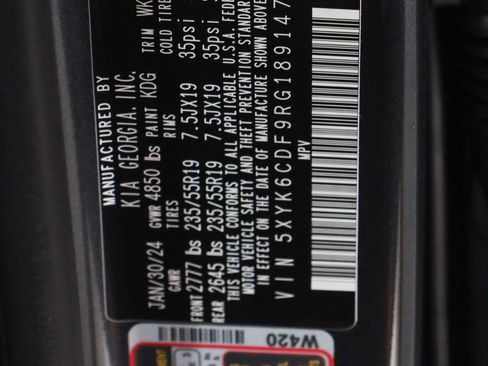 MANUFACTURED BY
KIA GEORGIA, INC.
JAN/30/24 GVWR 4850 lbs PAINT KDG TRIM WK
GAWR TIRES RIMS COLD TIRE
FRONT 2777 lbs 235/55R19 7.5JX19 35psi
REAR 2645 lbs 235/55R19 7.5JX19 35psi
THIS VEHICLE CONFORMS TO ALL APPLICABLE U.S.A. FEDE
SAFETY AND THEFT PREVENTION STANDAR
IN EFFECT ON THE DATE OF MANUFACTURE SHOWN ABOVE
VIN 5XYK6CDF9RG189147
MPV
W420